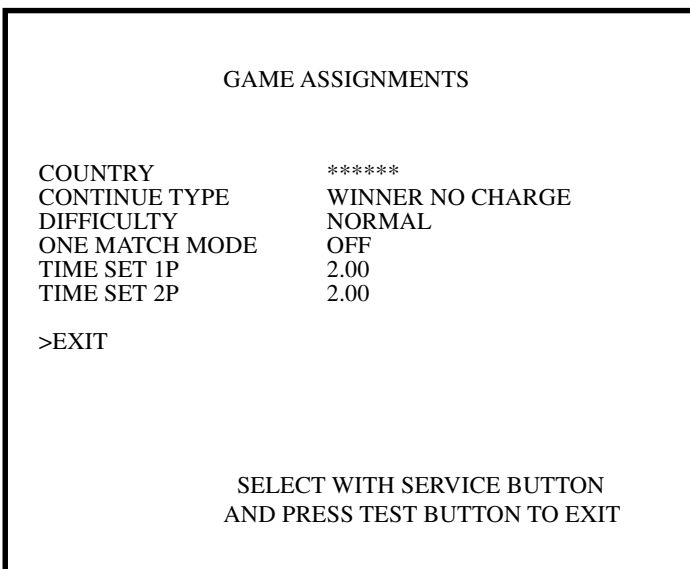 GAME ASSIGNMENTS
COUNTRY ******
CONTINUE TYPE WINNER NO CHARGE
DIFFICULTY NORMAL
ONE MATCH MODE OFF
TIME SET 1P 2.00
TIME SET 2P 2.00
>EXIT
SELECT WITH SERVICE BUTTON
AND PRESS TEST BUTTON TO EXIT